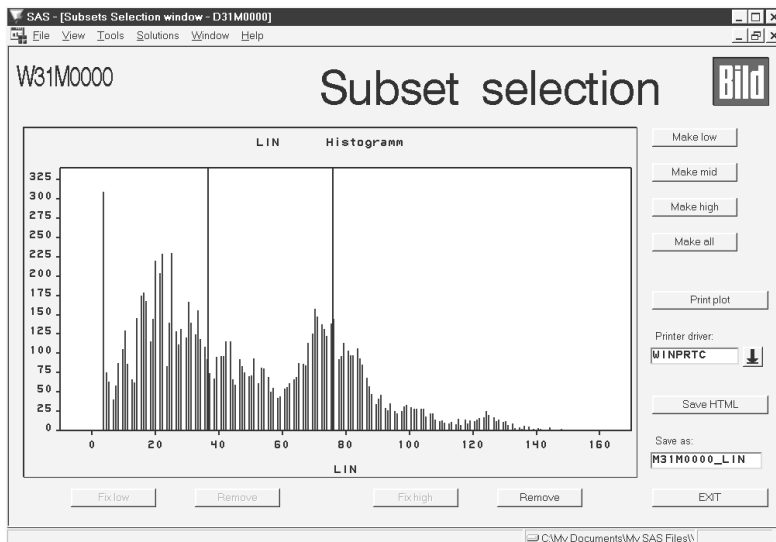 SAS - [Subsets Selection window - D31M0000]
File View Tools Solutions Window Help
W31M0000
Subset selection
Bild
LIN Histogramm
325
300
275
250
225
200
175
150
125
100
75
50
25
0
0 20 40 60 80 100 120 140 160
LIN
Make low
Make mid
Make high
Make all
Print plot
Printer driver:
WINPRTC
Save HTML
Save as:
M31M0000_LIN
Fix low Remove Fix high Remove EXIT
C:\My Documents\My SAS Files\\